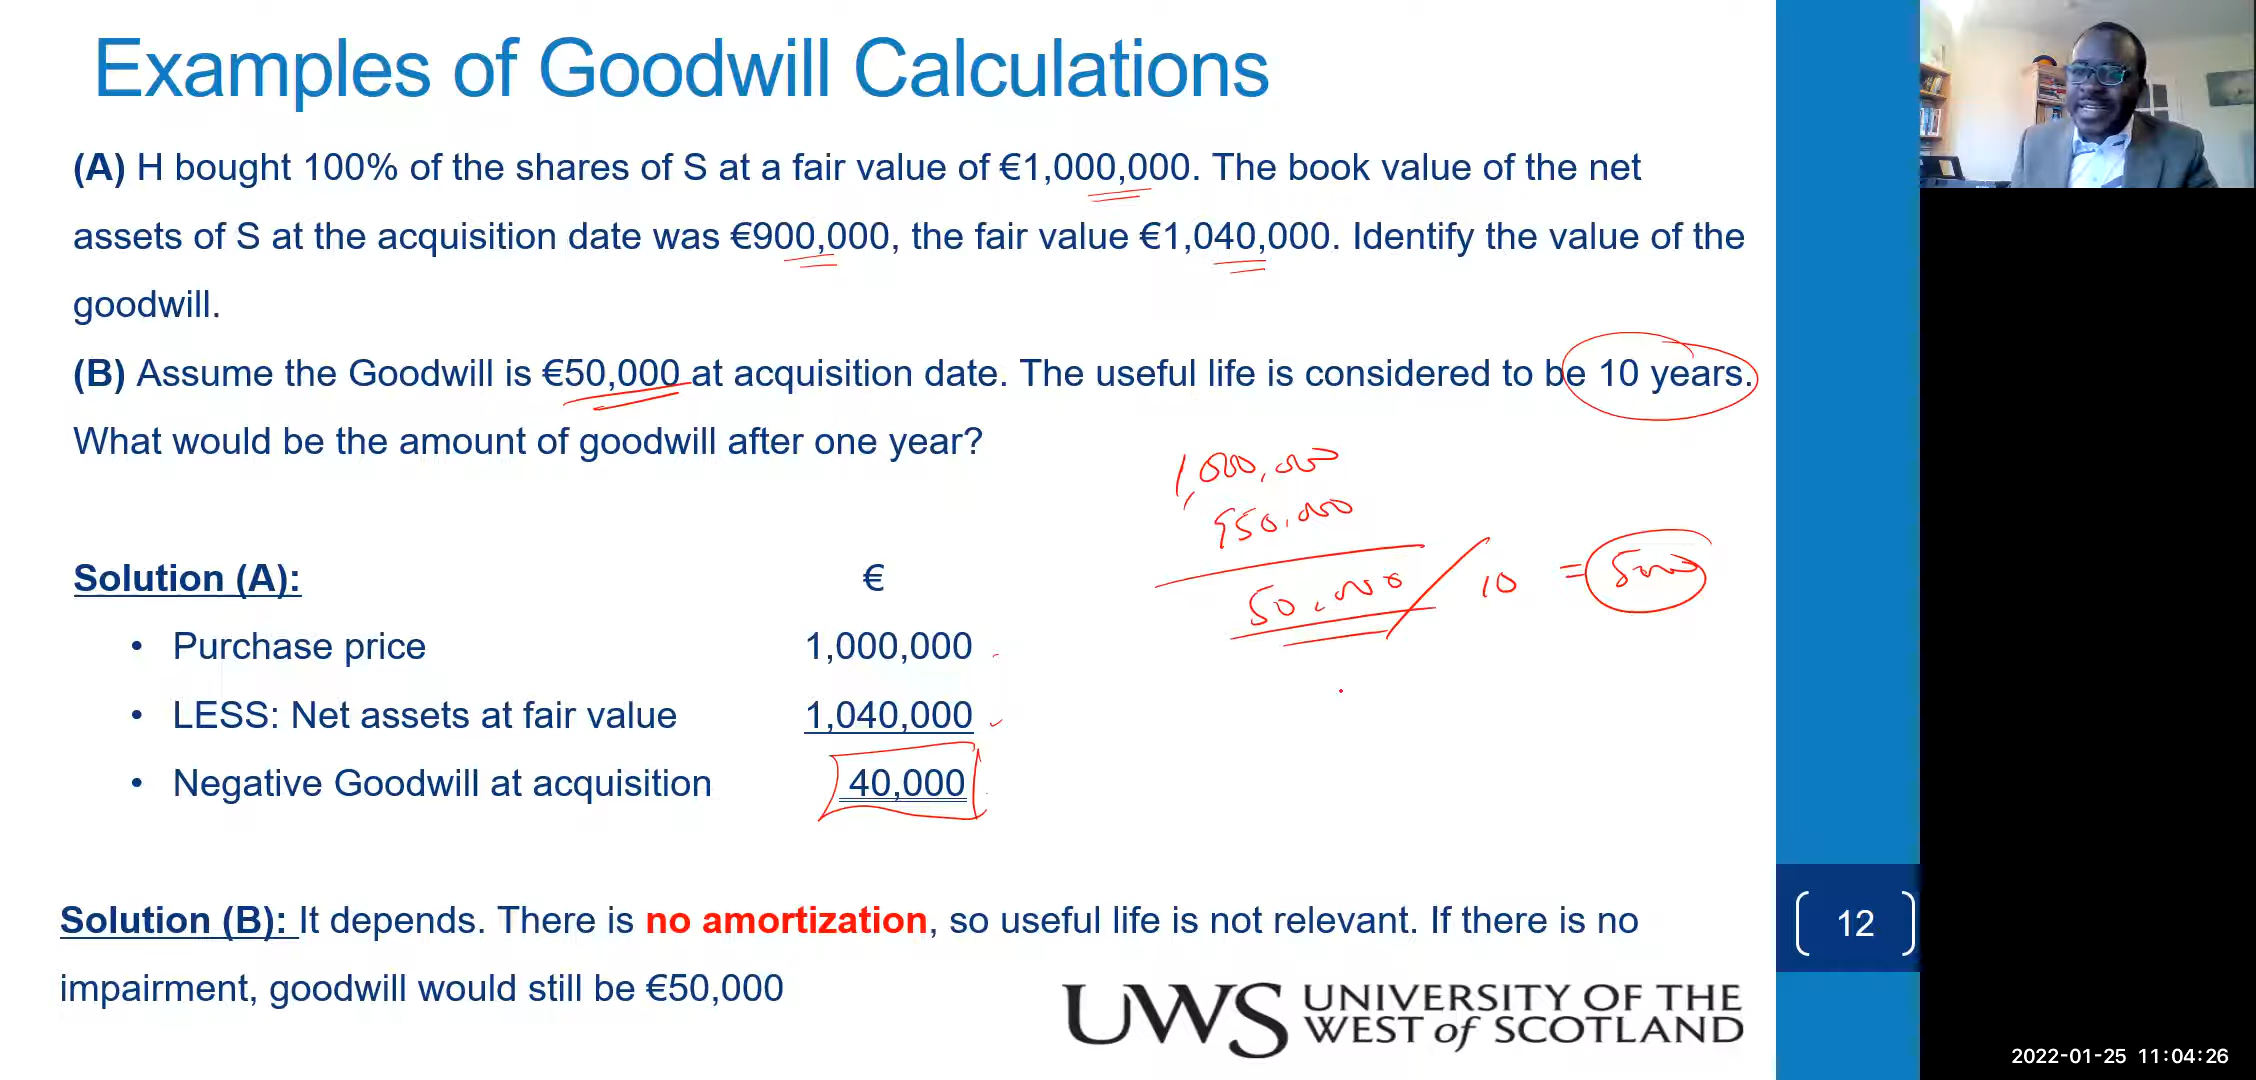 Examples of Goodwill Calculations
(A) H bought 100% of the shares of S at a fair value of €1,000,000. The book value of the net
assets of S at the acquisition date was €900,000, the fair value €1,040,000. Identify the value of the
goodwill.
(B) Assume the Goodwill is €50,000 at acquisition date. The useful life is considered to be 10 years.
What would be the amount of goodwill after one year?
1,000,000
950,000
50,000 / 10 = 5000
Solution (A): €
• Purchase price 1,000,000
• LESS: Net assets at fair value 1,040,000
• Negative Goodwill at acquisition 40,000
Solution (B): It depends. There is no amortization, so useful life is not relevant. If there is no
impairment, goodwill would still be €50,000
12
UWS UNIVERSITY OF THE
WEST of SCOTLAND
2022-01-25 11:04:26